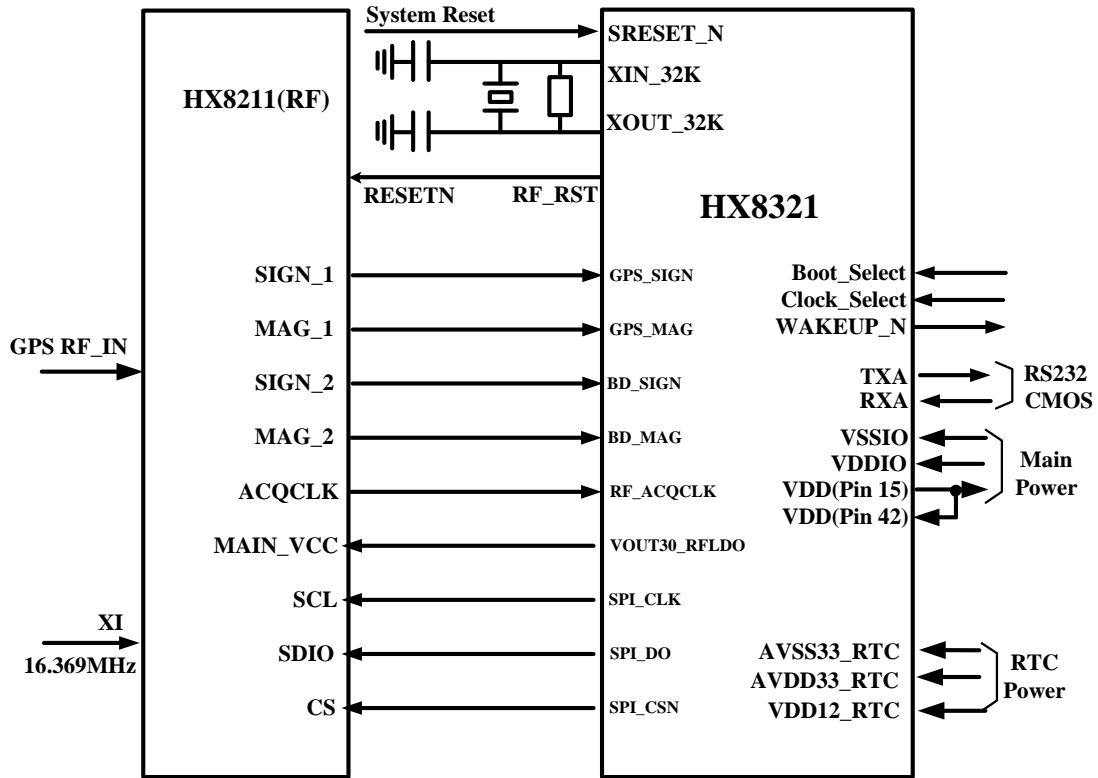 System Reset
SRESET_N
XIN_32K
HX8211(RF)
XOUT_32K
RESETN
RF_RST
HX8321
SIGN_1
GPS_SIGN
Boot_Select
Clock_Select
MAG_1
GPS_MAG
WAKEUP_N
GPS RF_IN
SIGN_2
BD_SIGN
TXA
RXA
RS232
CMOS
MAG_2
BD_MAG
VSSIO
VDDIO
Main
Power
ACQCLK
RF_ACQCLK
VDD(Pin 15)
VDD(Pin 42)
MAIN_VCC
VOUT30_RFLDO
SCL
SPI_CLK
XI
16.369MHz
SDIO
SPI_DO
AVSS33_RTC
AVDD33_RTC
VDD12_RTC
RTC
Power
CS
SPI_CSN